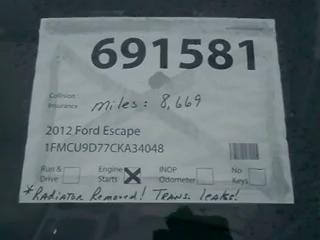 691581
Collision
Insurance
miles: 8,669
2012 Ford Escape
1FMCU9D77CKA34048
Run & Drive
Engine Starts
INOP Odometer
No Keys
*RADIATOR Removed! TRANS. leaks!